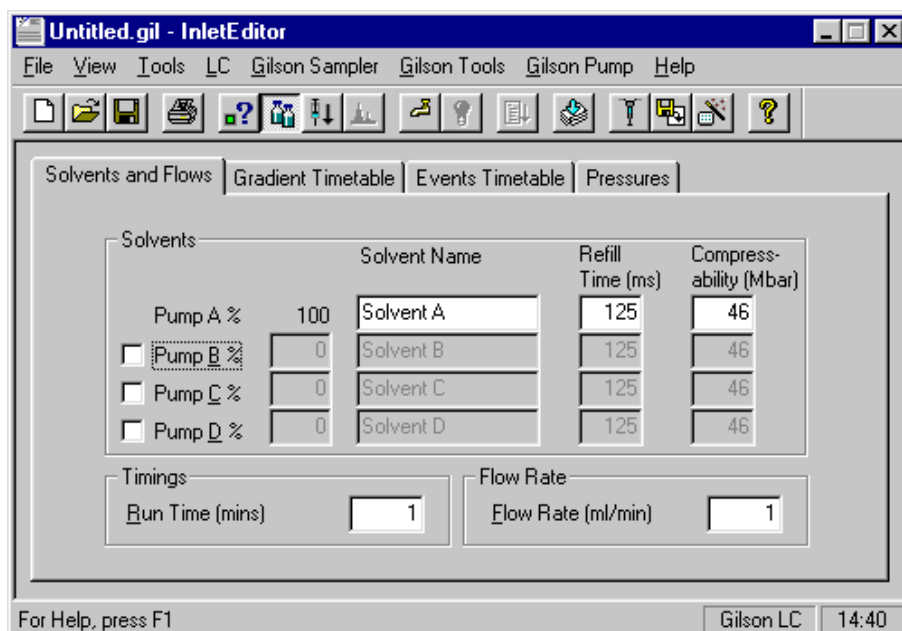 Untitled.gil - InletEditor
File View Tools LC Gilson Sampler Gilson Tools Gilson Pump Help
Solvents and Flows Gradient Timetable Events Timetable Pressures
Solvents
Solvent Name Refill Time (ms) Compress-ability (Mbar)
Pump A % 100 Solvent A 125 46
Pump B % 0 Solvent B 125 46
Pump C % 0 Solvent C 125 46
Pump D % 0 Solvent D 125 46
Timings Flow Rate
Run Time (mins) 1 Flow Rate (ml/min) 1
For Help, press F1 Gilson LC 14:40